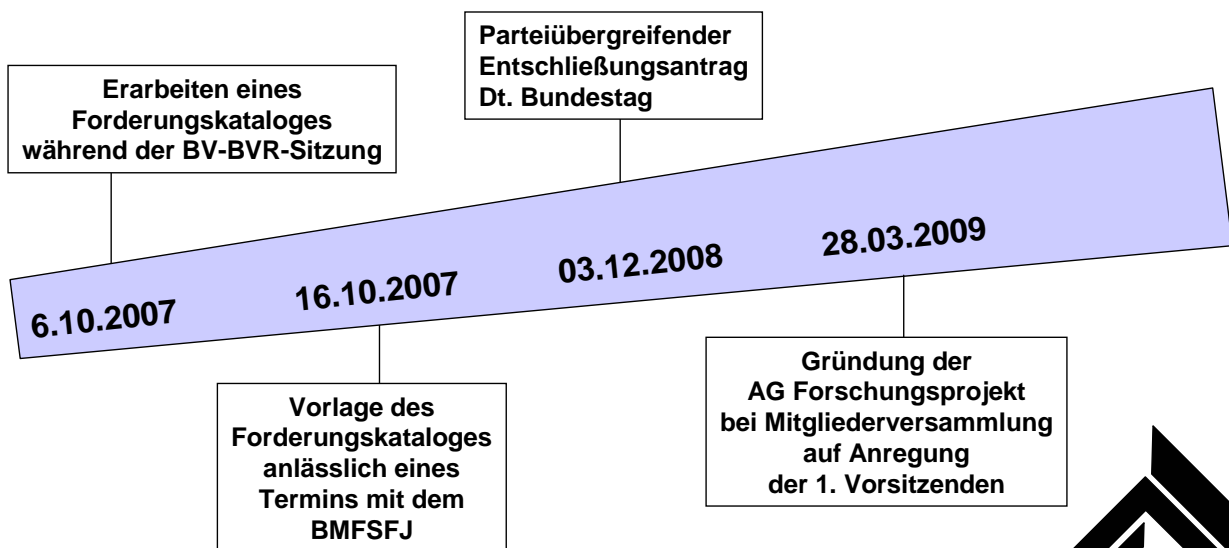 Erarbeiten eines
Forderungskataloges
während der BV-BVR-Sitzung
Parteiübergreifender
Entschließungsantrag
Dt. Bundestag
6.10.2007
16.10.2007
03.12.2008
28.03.2009
Vorlage des
Forderungskataloges
anlässlich eines
Termins mit dem
BMFSFJ
Gründung der
AG Forschungsprojekt
bei Mitgliederversammlung
auf Anregung
der 1. Vorsitzenden